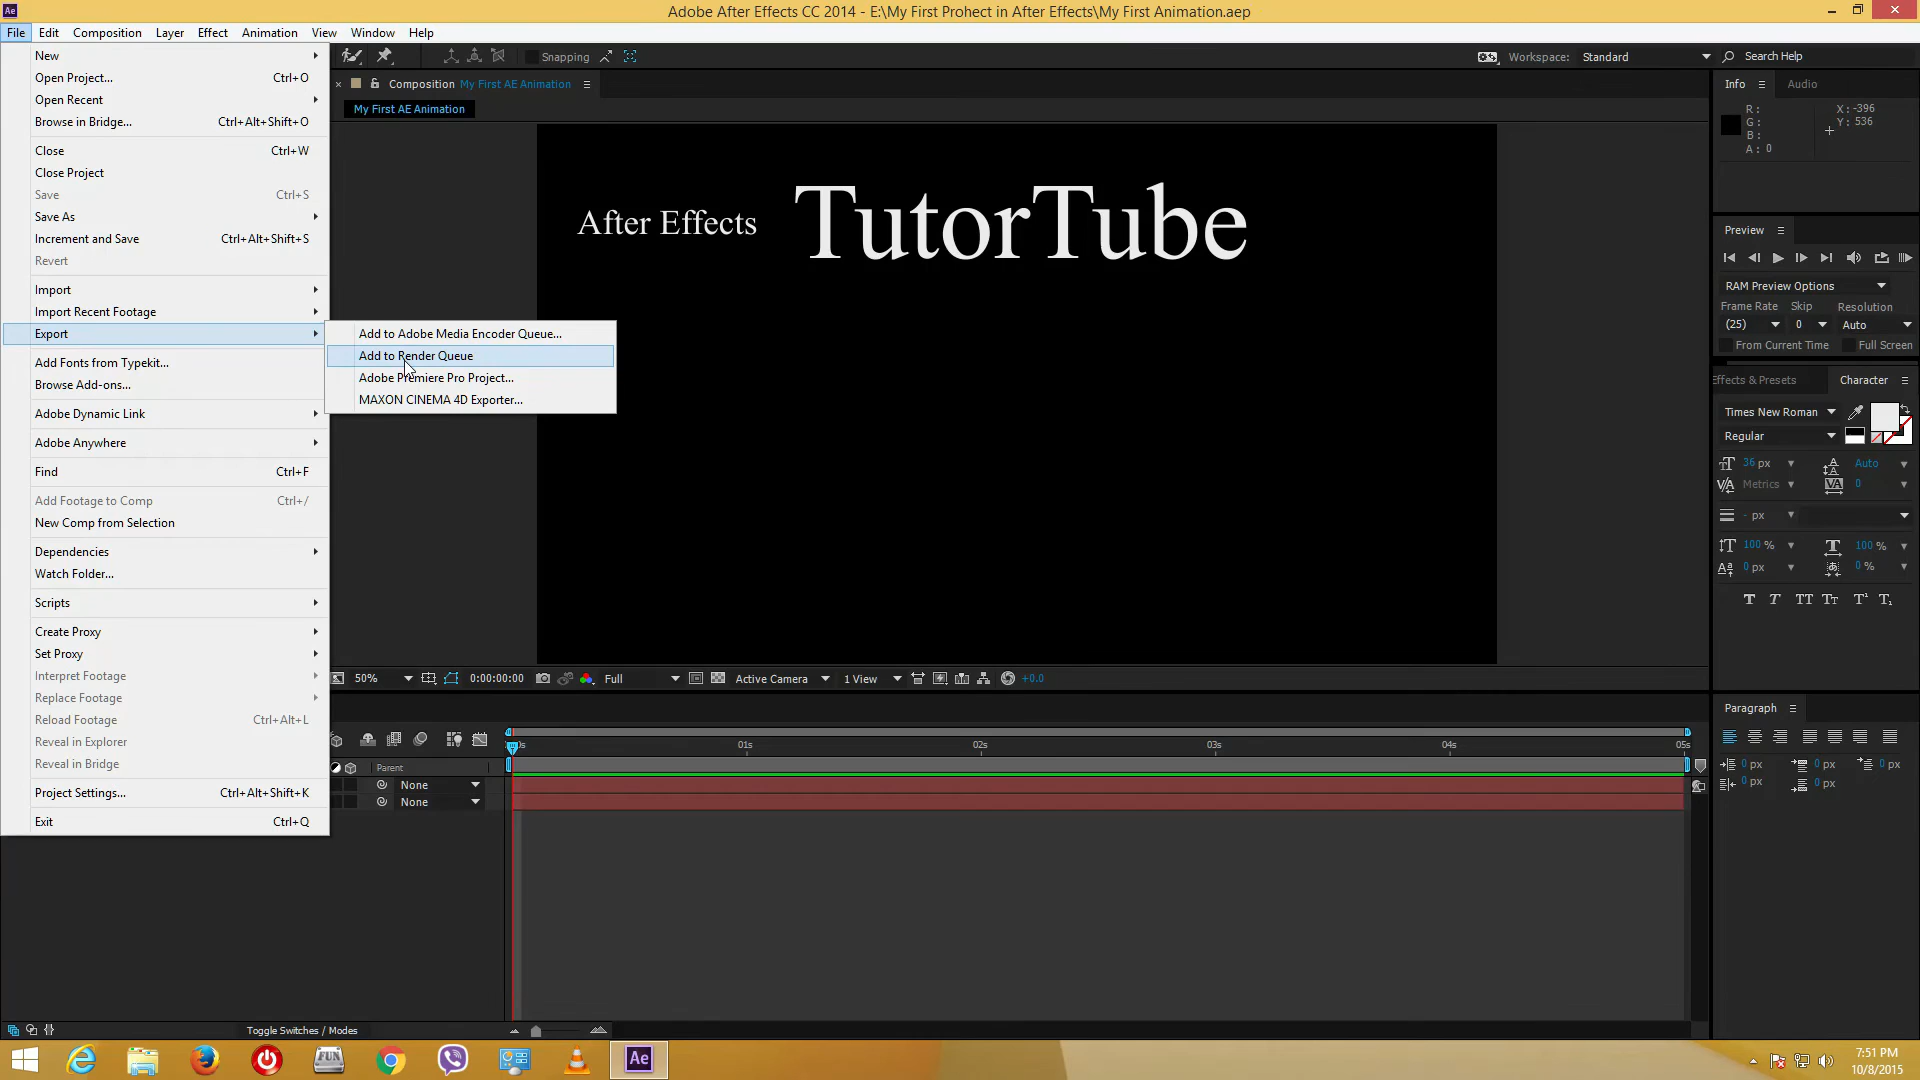 Adobe After Effects CC 2014 - E:\My First Prohect in After Effects\My First Animation.aep
File Edit Composition Layer Effect Animation View Window Help
Snapping
Workspace: Standard
Search Help
New
Open Project... Ctrl+O
Open Recent
Browse in Bridge... Ctrl+Alt+Shift+O
Close Ctrl+W
Close Project
Save Ctrl+S
Save As
Increment and Save Ctrl+Alt+Shift+S
Revert
Import
Import Recent Footage
Export
Add Fonts from Typekit...
Browse Add-ons...
Adobe Dynamic Link
Adobe Anywhere
Find Ctrl+F
Add Footage to Comp Ctrl+/
New Comp from Selection
Dependencies
Watch Folder...
Scripts
Create Proxy
Set Proxy
Interpret Footage
Replace Footage
Reload Footage Ctrl+Alt+L
Reveal in Explorer
Reveal in Bridge
Project Settings... Ctrl+Alt+Shift+K
Exit Ctrl+Q
Add to Adobe Media Encoder Queue...
Add to Render Queue
Adobe Premiere Pro Project...
MAXON CINEMA 4D Exporter...
Composition My First AE Animation
My First AE Animation
After Effects TutorTube
50% 0:00:00:00 Full Active Camera 1 View +0.0
01s 02s 03s 04s 05s
Parent
None
None
Toggle Switches / Modes
Info Audio
R: X: -396
G: Y: 536
B:
A: 0
Preview
RAM Preview Options
Frame Rate Skip Resolution
(25) 0 Auto
From Current Time Full Screen
Effects & Presets Character
Times New Roman
Regular
36 px Auto
Metrics 0
- px
100 % 100 %
0 px 0 %
T T TT Tт T¹ T₁
Paragraph
0 px 0 px 0 px
0 px 0 px
FUN
Ae
7:51 PM
10/8/2015